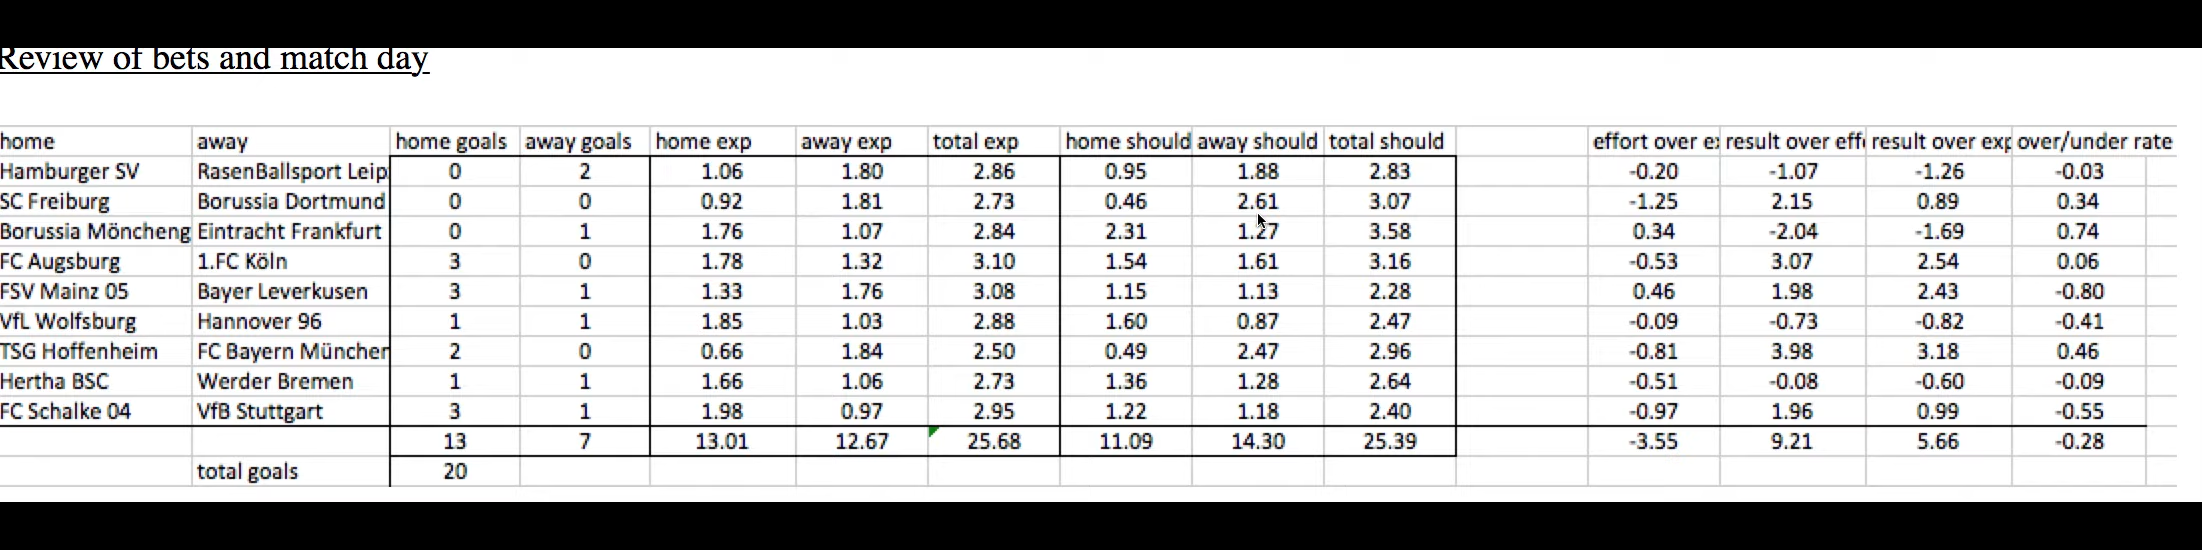 Review of bets and match day
home away home goals away goals home exp away exp total exp home should away should total should effort over ex result over effo result over exp over/under rate
Hamburger SV RasenBallsport Leip 0 2 1.06 1.80 2.86 0.95 1.88 2.83 -0.20 -1.07 -1.26 -0.03
SC Freiburg Borussia Dortmund 0 0 0.92 1.81 2.73 0.46 2.61 3.07 -1.25 2.15 0.89 0.34
Borussia Möncheng Eintracht Frankfurt 0 1 1.76 1.07 2.84 2.31 1.27 3.58 0.34 -2.04 -1.69 0.74
FC Augsburg 1.FC Köln 3 0 1.78 1.32 3.10 1.54 1.61 3.16 -0.53 3.07 2.54 0.06
FSV Mainz 05 Bayer Leverkusen 3 1 1.33 1.76 3.08 1.15 1.13 2.28 0.46 1.98 2.43 -0.80
VfL Wolfsburg Hannover 96 1 1 1.85 1.03 2.88 1.60 0.87 2.47 -0.09 -0.73 -0.82 -0.41
TSG Hoffenheim FC Bayern München 2 0 0.66 1.84 2.50 0.49 2.47 2.96 -0.81 3.98 3.18 0.46
Hertha BSC Werder Bremen 1 1 1.66 1.06 2.73 1.36 1.28 2.64 -0.51 -0.08 -0.60 -0.09
FC Schalke 04 VfB Stuttgart 3 1 1.98 0.97 2.95 1.22 1.18 2.40 -0.97 1.96 0.99 -0.55
13 7 13.01 12.67 25.68 11.09 14.30 25.39 -3.55 9.21 5.66 -0.28
total goals 20